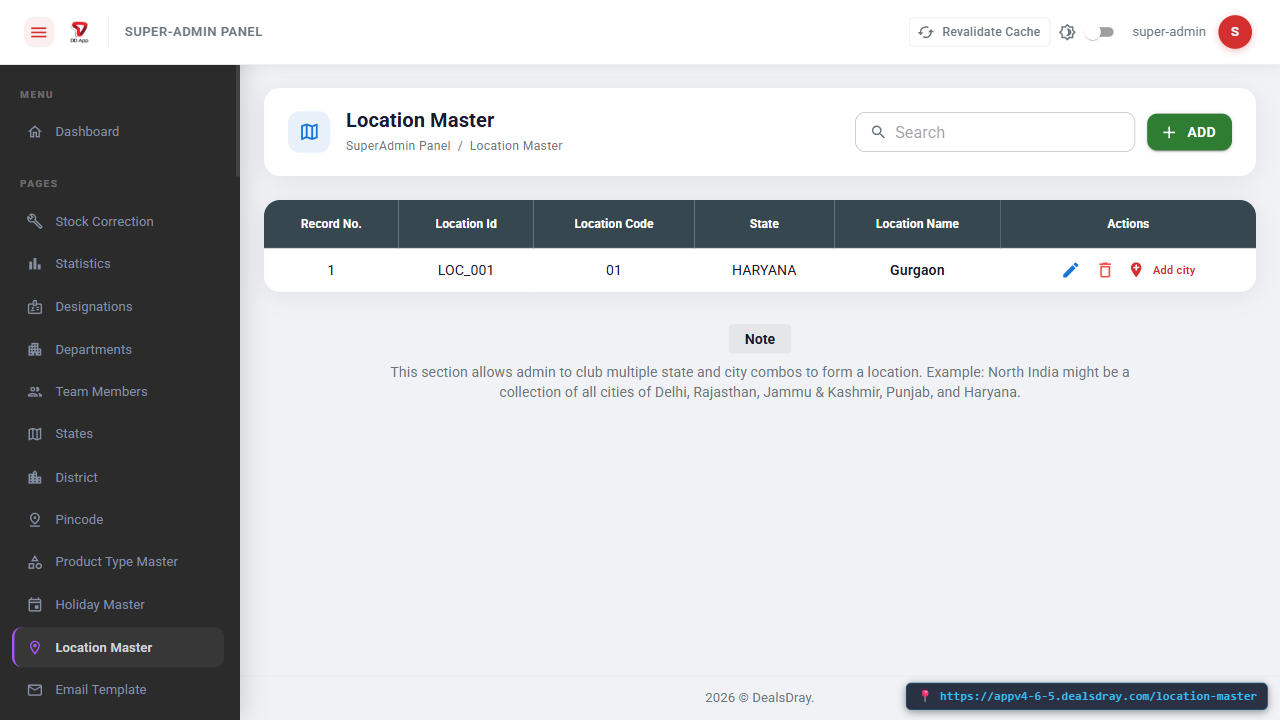 DD App
SUPER-ADMIN PANEL
Revalidate Cache
super-admin
S
MENU
Dashboard
PAGES
Stock Correction
Statistics
Designations
Departments
Team Members
States
District
Pincode
Product Type Master
Holiday Master
Location Master
Email Template
Location Master
SuperAdmin Panel / Location Master
Search
ADD
Record No. Location Id Location Code State Location Name Actions
1 LOC_001 01 HARYANA Gurgaon Add city
Note
This section allows admin to club multiple state and city combos to form a location. Example: North India might be a
collection of all cities of Delhi, Rajasthan, Jammu & Kashmir, Punjab, and Haryana.
2026 © DealsDray.
https://appv4-6-5.dealsdray.com/location-master